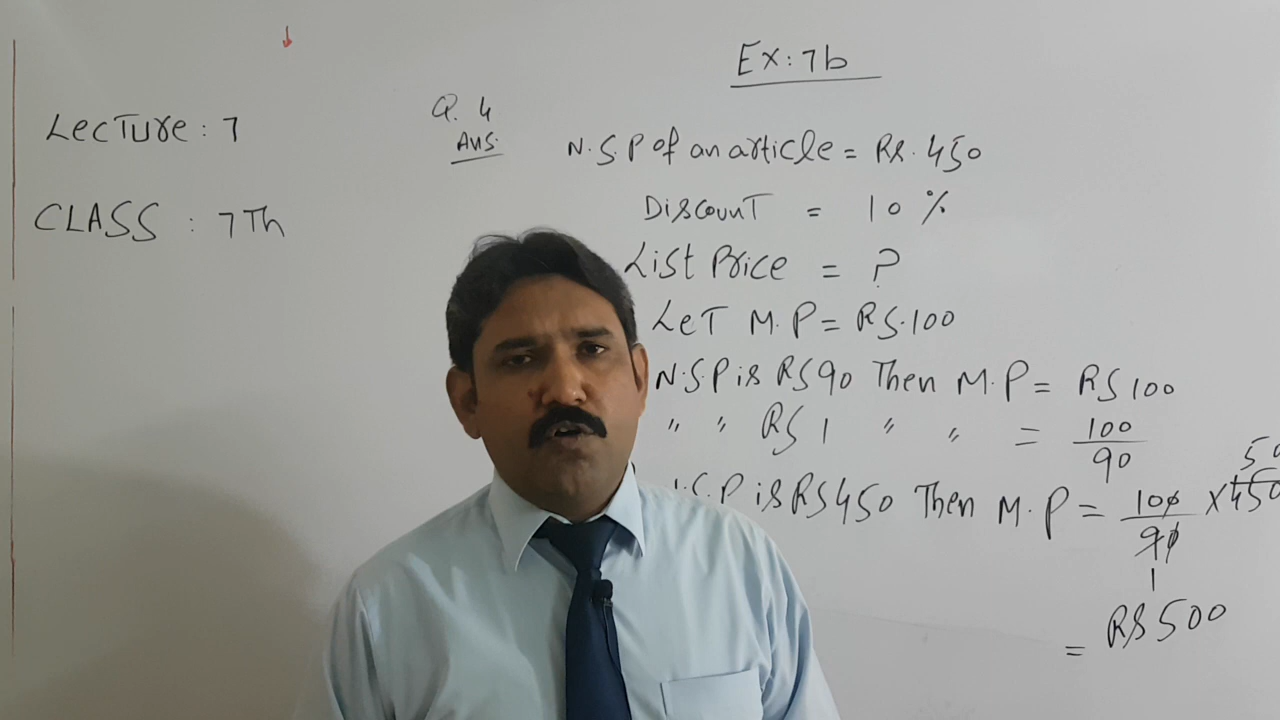 Ex: 7b
Lecture: 7
CLASS: 7Th
Q. 4
Ans.
N.S.P of an article = Rs. 450
Discount = 10%
List Price = ?
Let M.P = Rs.100
N.S.P is Rs 90 Then M.P = Rs 100
" " Rs 1 " " = 100/90
.S.P is Rs 450 Then M.P = 100/90 × 450
50
1
= Rs 500